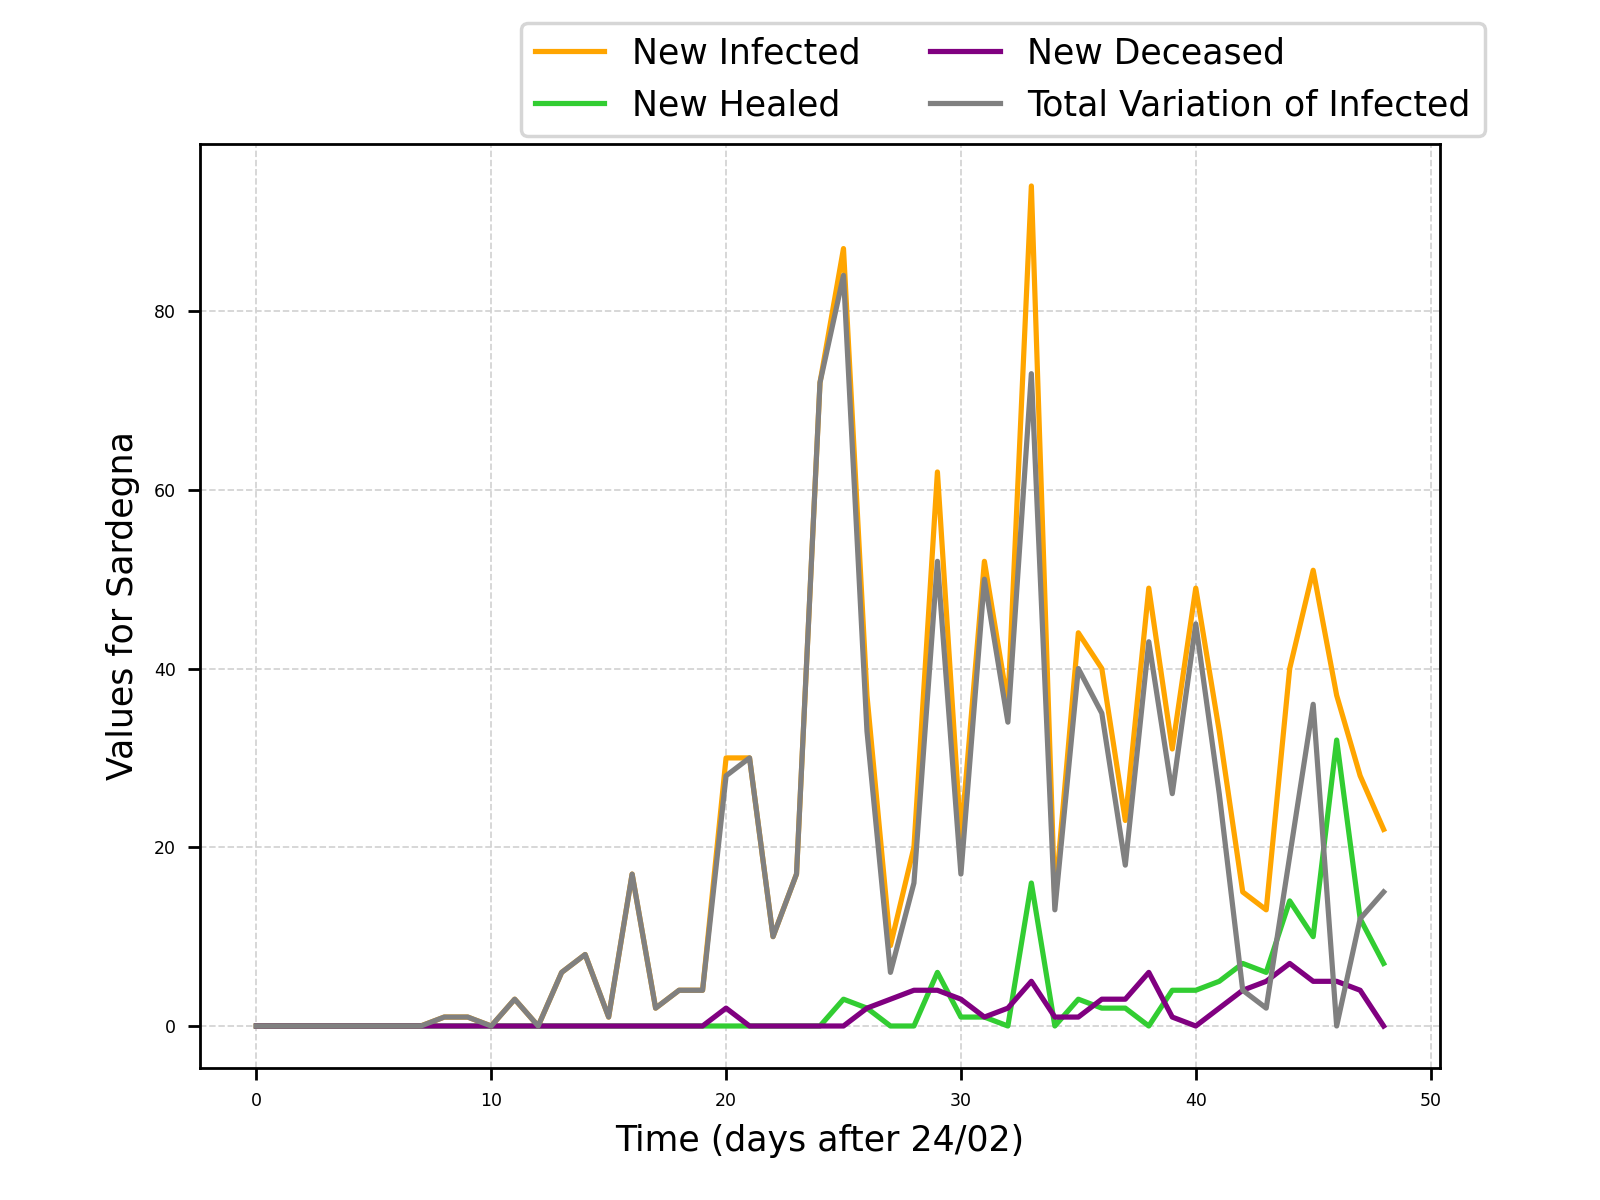 New Infected
New Healed
New Deceased
Total Variation of Infected
Values for Sardegna
80
60
40
20
0
0 10 20 30 40 50
Time (days after 24/02)